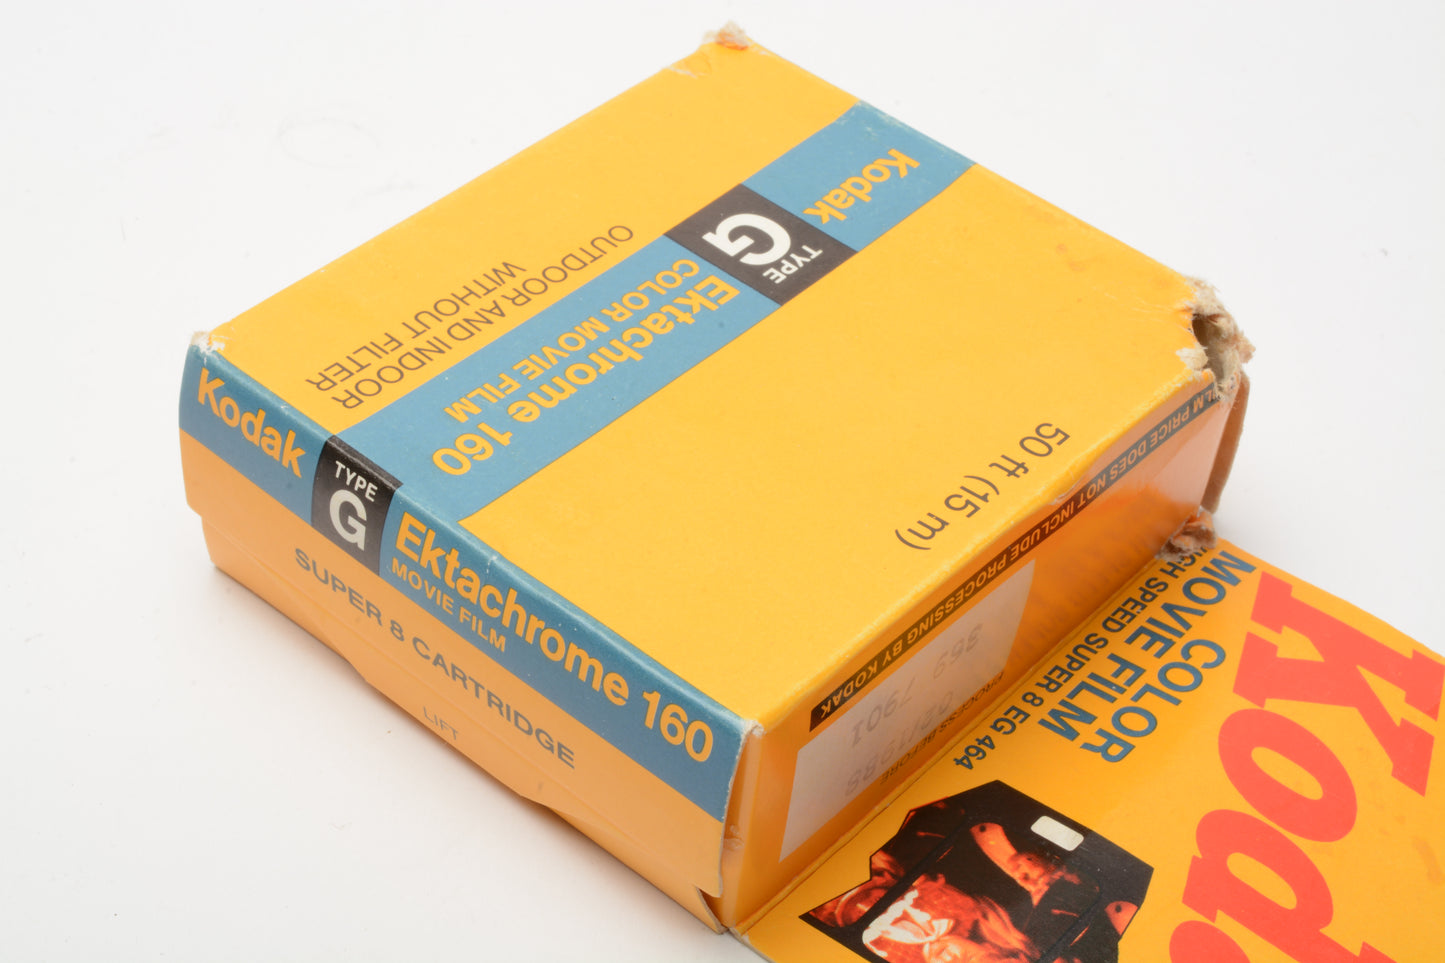 Kodak
TYPE
G
Ektachrome 160
COLOR MOVIE FILM
OUTDOOR AND INDOOR
WITHOUT FILTER
50 ft (15 m)
Kodak
TYPE
G
Ektachrome 160
MOVIE FILM
SUPER 8 CARTRIDGE
LIFT
FILM PRICE DOES NOT INCLUDE PROCESSING BY KODAK
PROCESS BEFORE
02/1983
369 7901
Kodak
COLOR
MOVIE FILM
HIGH SPEED SUPER 8 EG 464